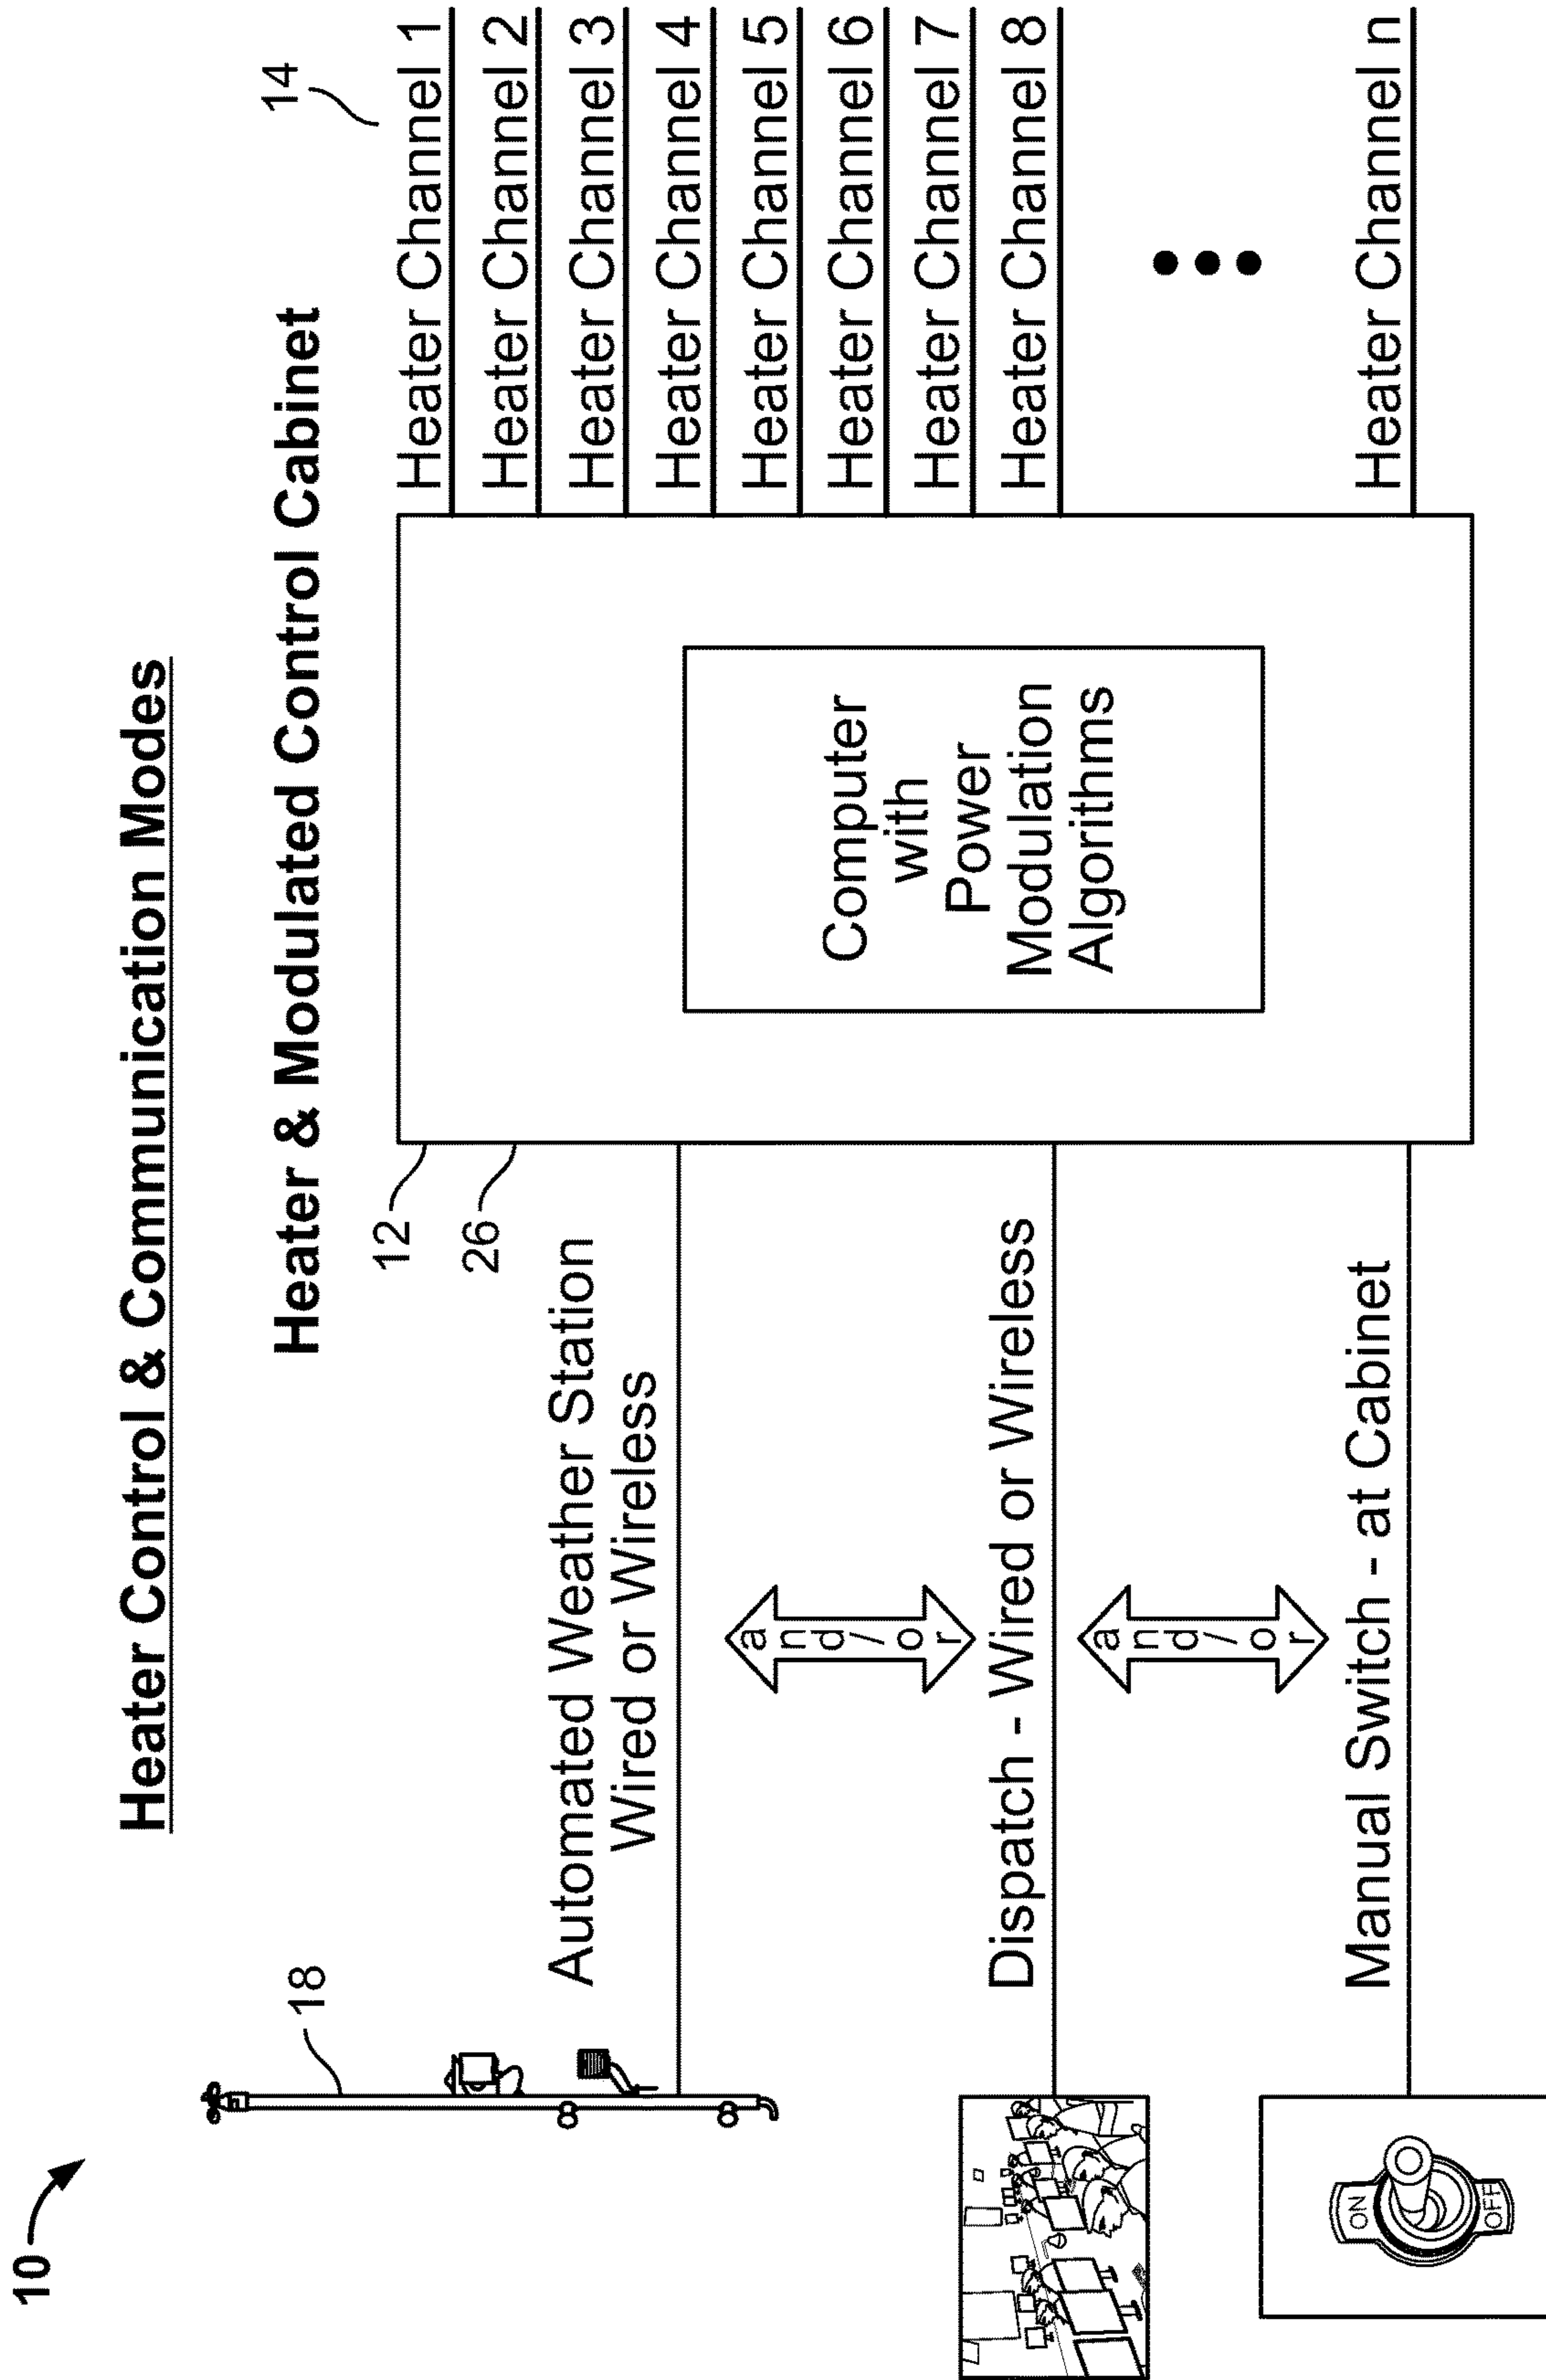 10
Heater Control & Communication Modes
Heater & Modulated Control Cabinet
18
12
26
14
Automated Weather Station
Wired or Wireless
and/or
Dispatch - Wired or Wireless
and/or
Manual Switch - at Cabinet
ON
OFF
Computer
with
Power
Modulation
Algorithms
Heater Channel 1
Heater Channel 2
Heater Channel 3
Heater Channel 4
Heater Channel 5
Heater Channel 6
Heater Channel 7
Heater Channel 8
Heater Channel n